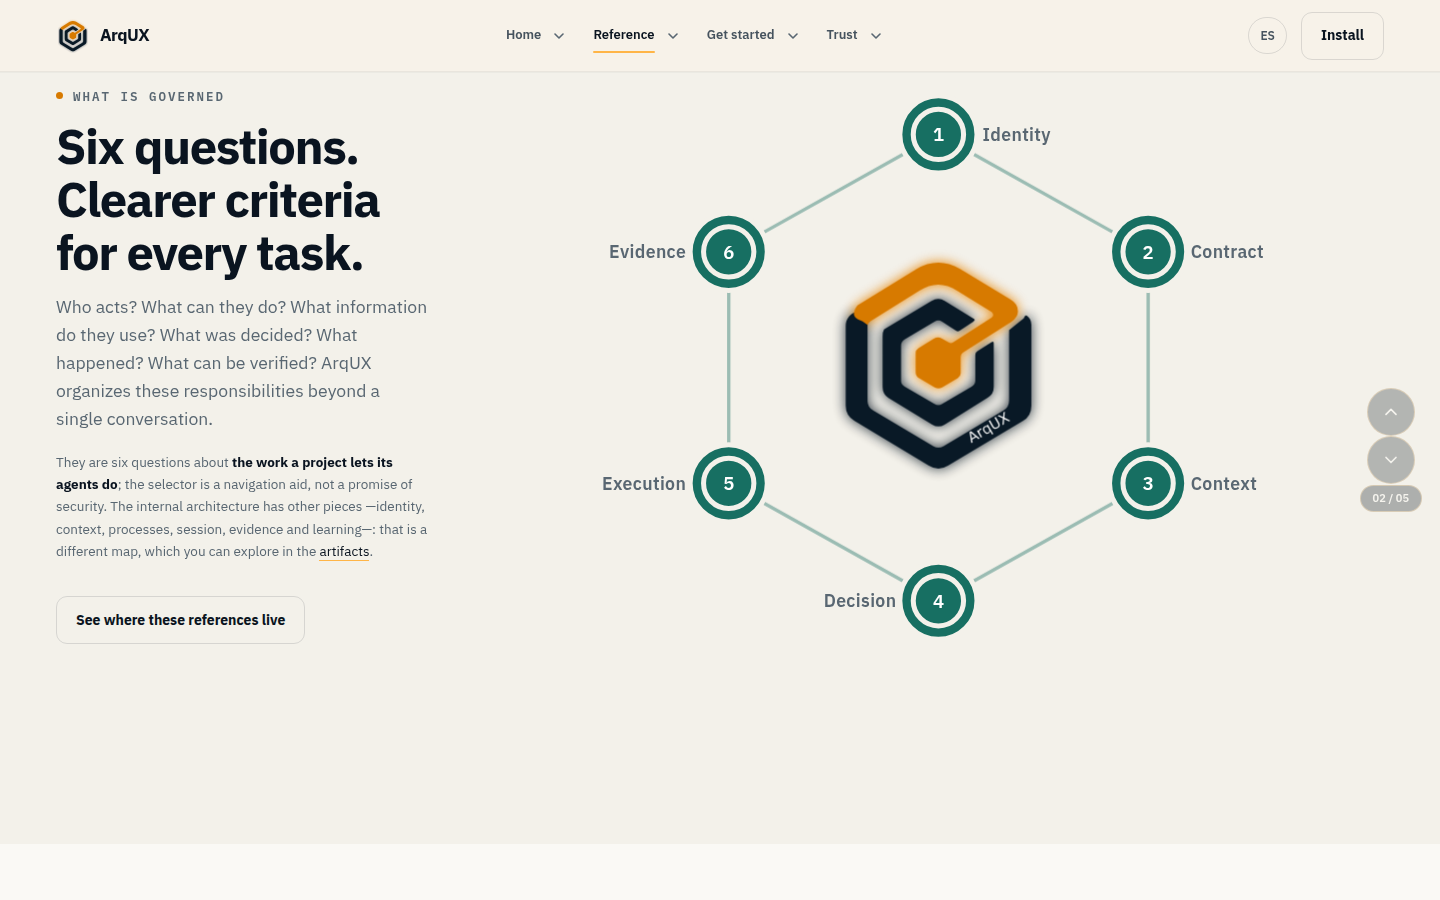 ArqUX
Home
Reference
Get started
Trust
ES
Install
WHAT IS GOVERNED
Six questions.
Clearer criteria
for every task.
Who acts? What can they do? What information
do they use? What was decided? What
happened? What can be verified? ArqUX
organizes these responsibilities beyond a
single conversation.
They are six questions about the work a project lets its
agents do; the selector is a navigation aid, not a promise of
security. The internal architecture has other pieces —identity,
context, processes, session, evidence and learning—: that is a
different map, which you can explore in the artifacts.
See where these references live
1 Identity
2 Contract
3 Context
4 Decision
5 Execution
6 Evidence
ArqUX
02 / 05